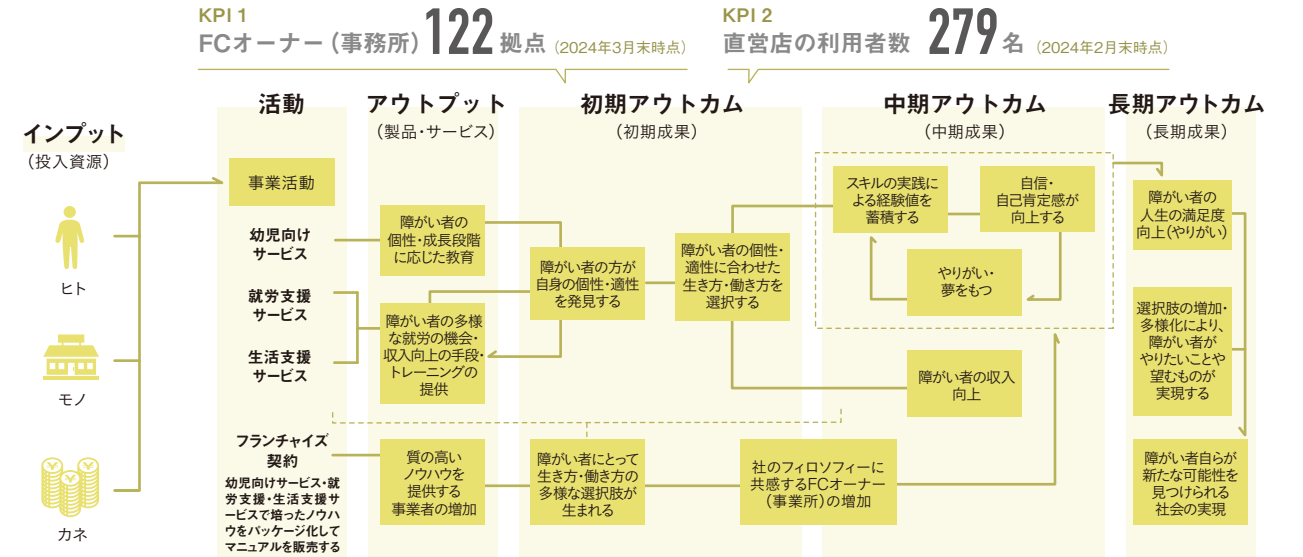 KPI 1
FCオーナー(事務所)122拠点(2024年3月末時点)
KPI 2
直営店の利用者数 279名(2024年2月末時点)
インプット
(投入資源)
ヒト
モノ
カネ
活動
事業活動
幼児向け
サービス
就労支援
サービス
生活支援
サービス
フランチャイズ
契約
幼児向けサービス・就
労支援・生活支援サ
ービスで培ったノウハ
ウをパッケージ化して
マニュアルを販売する
アウトプット
(製品・サービス)
障がい者の
個性・成長段階
に応じた教育
障がい者の多様
な就労の機会・
収入向上の手段・
トレーニングの
提供
質の高い
ノウハウを
提供する
事業者の増加
初期アウトカム
(初期成果)
障がい者の方が
自身の個性・適性
を発見する
障がい者の個性・
適性に合わせた
生き方・働き方を
選択する
障がい者にとって
生き方・働き方の
多様な選択肢が
生まれる
社のフィロソフィーに
共感するFCオーナー
(事業所)の増加
中期アウトカム
(中期成果)
スキルの実践に
よる経験値を
蓄積する
自信・
自己肯定感が
向上する
やりがい・
夢をもつ
障がい者の収入
向上
長期アウトカム
(長期成果)
障がい者の
人生の満足度
向上(やりがい)
選択肢の増加・
多様化により、
障がい者が
やりたいことや
望むものが
実現する
障がい者自らが
新たな可能性を
見つけられる
社会の実現